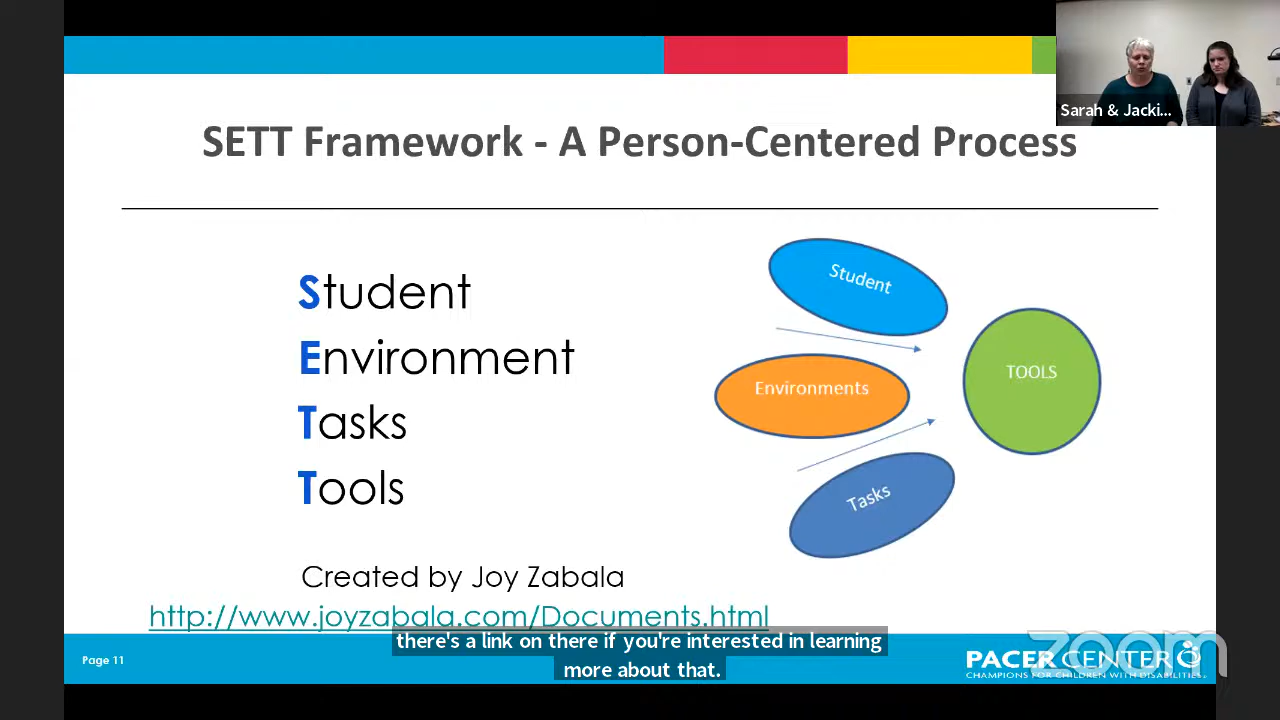 Sarah & Jacki...
SETT Framework - A Person-Centered Process
Student
Environment
Tasks
Tools
Student
Environments
Tasks
TOOLS
Created by Joy Zabala
http://www.joyzabala.com/Documents.html
there's a link on there if you're interested in learning
more about that.
Page 11
PACER CENTER
CHAMPIONS FOR CHILDREN WITH DISABILITIES.
zoom